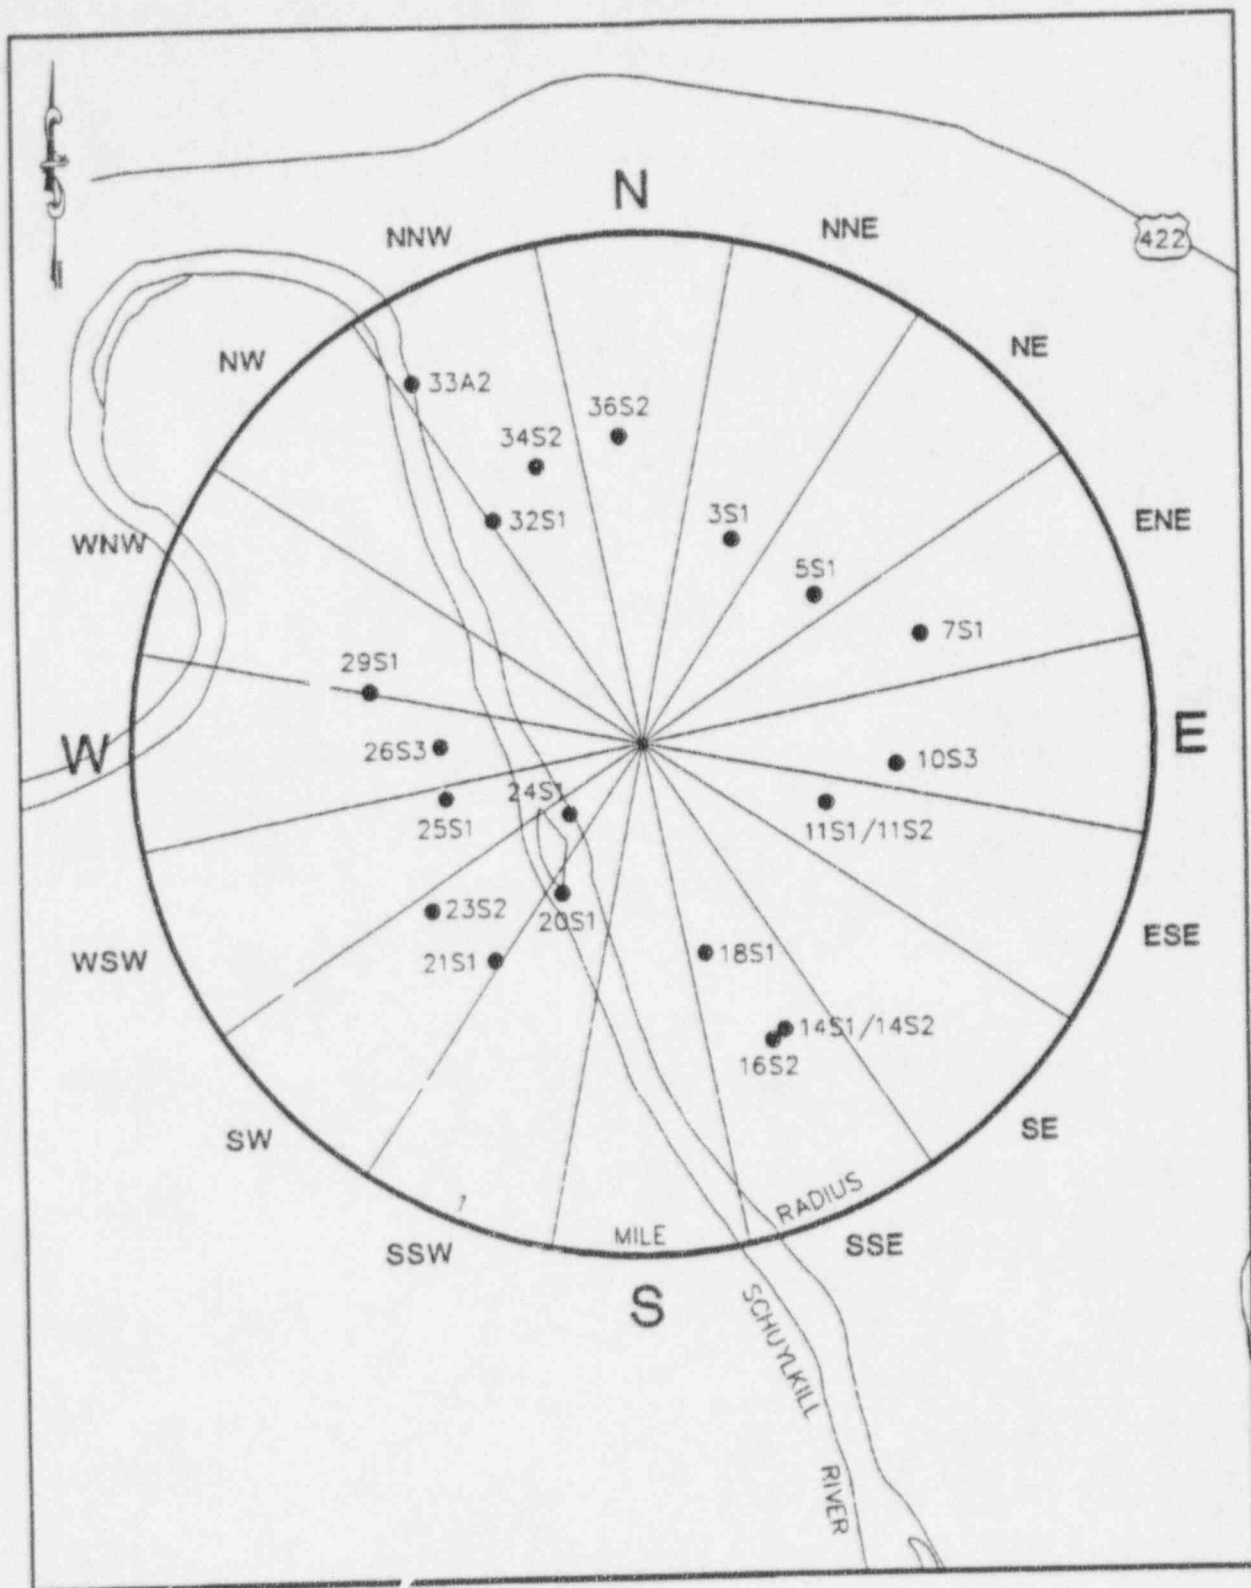 N
NNW
NNE
422
NW
NE
33A2
36S2
34S2
32S1
3S1
ENE
WNW
5S1
7S1
29S1
W
E
26S3
10S3
24S1
25S1
11S1/11S2
23S2
20S1
ESE
WSW
21S1
18S1
14S1/14S2
16S2
SW
SE
1
MILE
RADIUS
SSW
SSE
S
SCHUYLKILL
RIVER